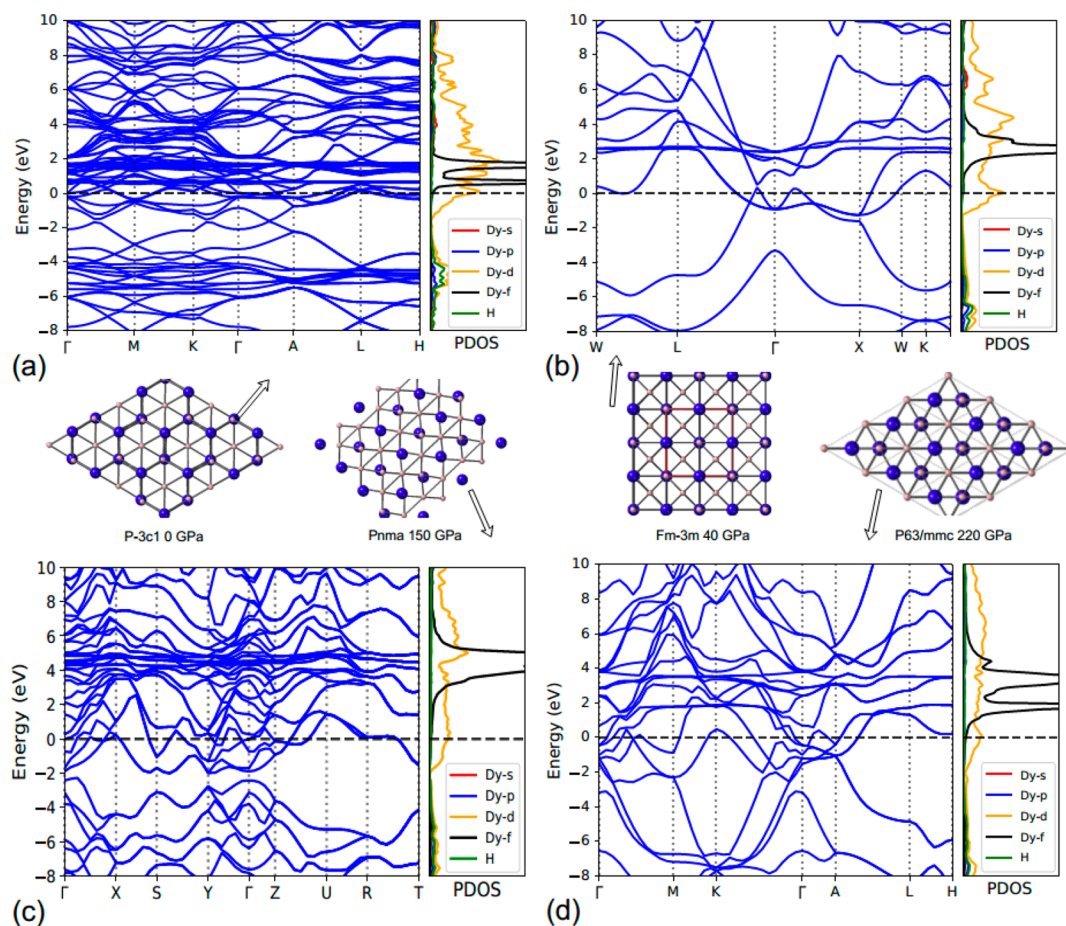 10
8
6
4
2
0
−2
−4
−6
−8
Energy (eV)
Γ M K Γ A L H
Dy-s
Dy-p
Dy-d
Dy-f
H
PDOS
(a)
10
8
6
4
2
0
−2
−4
−6
−8
Energy (eV)
W L Γ X W K
Dy-s
Dy-p
Dy-d
Dy-f
H
PDOS
(b)
P-3c1 0 GPa
Pnma 150 GPa
Fm-3m 40 GPa
P63/mmc 220 GPa
10
8
6
4
2
0
−2
−4
−6
−8
Energy (eV)
Γ X S Y Γ Z U R T
Dy-s
Dy-p
Dy-d
Dy-f
H
PDOS
(c)
10
8
6
4
2
0
−2
−4
−6
−8
Energy (eV)
Γ M K Γ A L H
Dy-s
Dy-p
Dy-d
Dy-f
H
PDOS
(d)